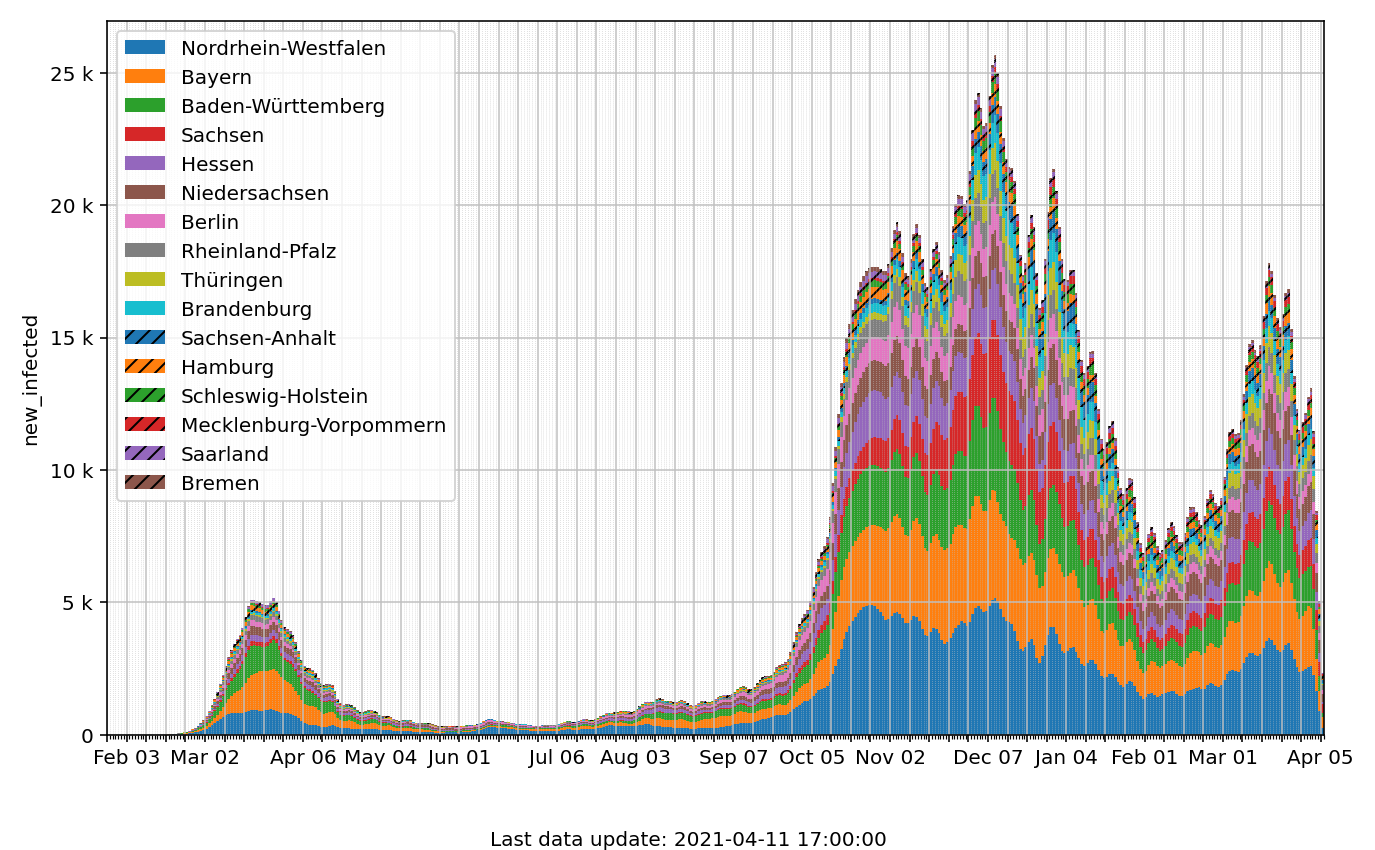 25 k
20 k
15 k
10 k
5 k
0
new_infected
Nordrhein-Westfalen
Bayern
Baden-Württemberg
Sachsen
Hessen
Niedersachsen
Berlin
Rheinland-Pfalz
Thüringen
Brandenburg
Sachsen-Anhalt
Hamburg
Schleswig-Holstein
Mecklenburg-Vorpommern
Saarland
Bremen
Feb 03 Mar 02 Apr 06 May 04 Jun 01 Jul 06 Aug 03 Sep 07 Oct 05 Nov 02 Dec 07 Jan 04 Feb 01 Mar 01 Apr 05
Last data update: 2021-04-11 17:00:00